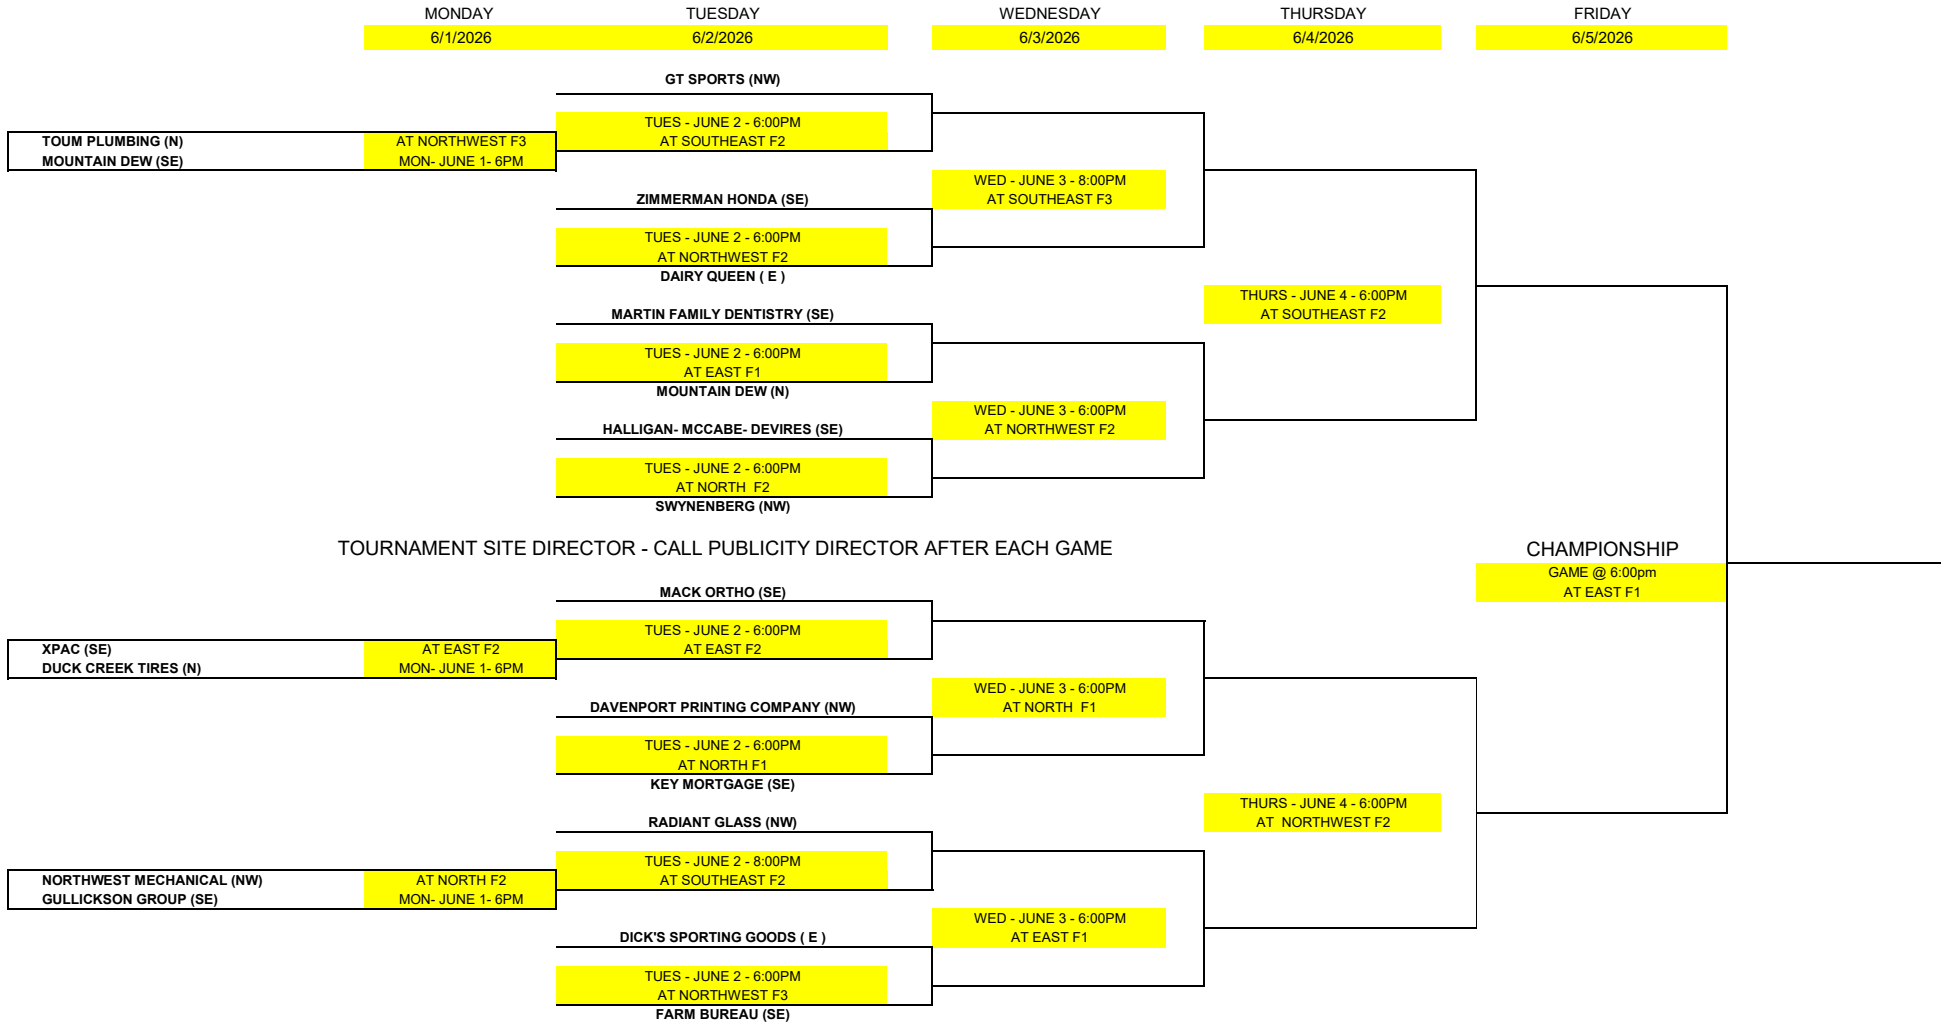 MONDAY TUESDAY WEDNESDAY THURSDAY FRIDAY
6/1/2026 6/2/2026 6/3/2026 6/4/2026 6/5/2026
GT SPORTS (NW)
TUES - JUNE 2 - 6:00PM
AT SOUTHEAST F2
TOUM PLUMBING (N) AT NORTHWEST F3
MOUNTAIN DEW (SE) MON- JUNE 1- 6PM
WED - JUNE 3 - 8:00PM
AT SOUTHEAST F3
ZIMMERMAN HONDA (SE)
TUES - JUNE 2 - 6:00PM
AT NORTHWEST F2
DAIRY QUEEN ( E )
THURS - JUNE 4 - 6:00PM
AT SOUTHEAST F2
MARTIN FAMILY DENTISTRY (SE)
TUES - JUNE 2 - 6:00PM
AT EAST F1
MOUNTAIN DEW (N)
WED - JUNE 3 - 6:00PM
AT NORTHWEST F2
HALLIGAN- MCCABE- DEVIRES (SE)
TUES - JUNE 2 - 6:00PM
AT NORTH F2
SWYNENBERG (NW)
TOURNAMENT SITE DIRECTOR - CALL PUBLICITY DIRECTOR AFTER EACH GAME
CHAMPIONSHIP
GAME @ 6:00pm
AT EAST F1
MACK ORTHO (SE)
TUES - JUNE 2 - 6:00PM
AT EAST F2
XPAC (SE) AT EAST F2
DUCK CREEK TIRES (N) MON- JUNE 1- 6PM
WED - JUNE 3 - 6:00PM
AT NORTH F1
DAVENPORT PRINTING COMPANY (NW)
TUES - JUNE 2 - 6:00PM
AT NORTH F1
KEY MORTGAGE (SE)
THURS - JUNE 4 - 6:00PM
AT NORTHWEST F2
RADIANT GLASS (NW)
TUES - JUNE 2 - 8:00PM
AT SOUTHEAST F2
NORTHWEST MECHANICAL (NW) AT NORTH F2
GULLICKSON GROUP (SE) MON- JUNE 1- 6PM
WED - JUNE 3 - 6:00PM
AT EAST F1
DICK'S SPORTING GOODS ( E )
TUES - JUNE 2 - 6:00PM
AT NORTHWEST F3
FARM BUREAU (SE)